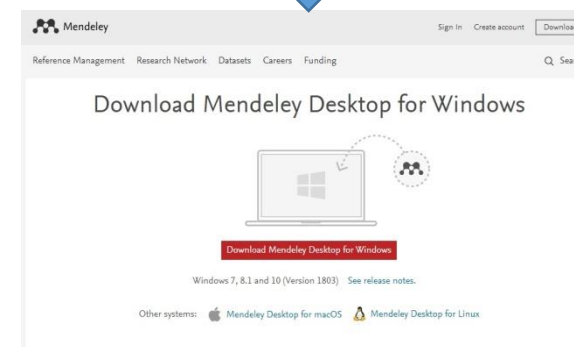 Mendeley
Sign In Create account
Reference Management Research Network Datasets Careers Funding
Download Mendeley Desktop for Windows
Download Mendeley Desktop for Windows
Windows 7, 8.1 and 10 (Version 1803) See release notes.
Other systems: Mendeley Desktop for macOS Mendeley Desktop for Linux